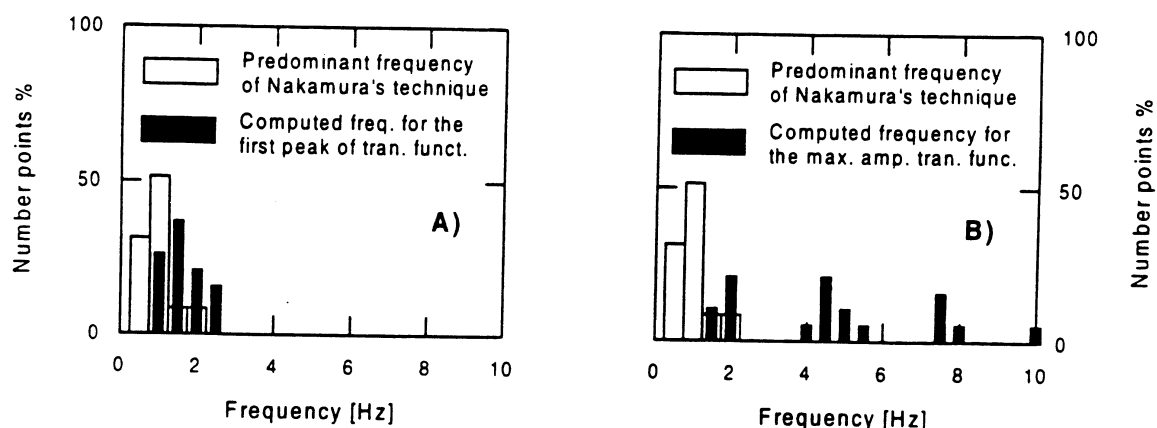 100
Predominant frequency
of Nakamura's technique
Computed freq. for the
first peak of tran. funct.
50
A)
0
0 2 4 6 8 10
Number points %
Frequency [Hz]
100
Predominant frequency
of Nakamura's technique
Computed frequency for
the max. amp. tran. func.
50
B)
0
0 2 4 6 8 10
Number points %
Frequency [Hz]